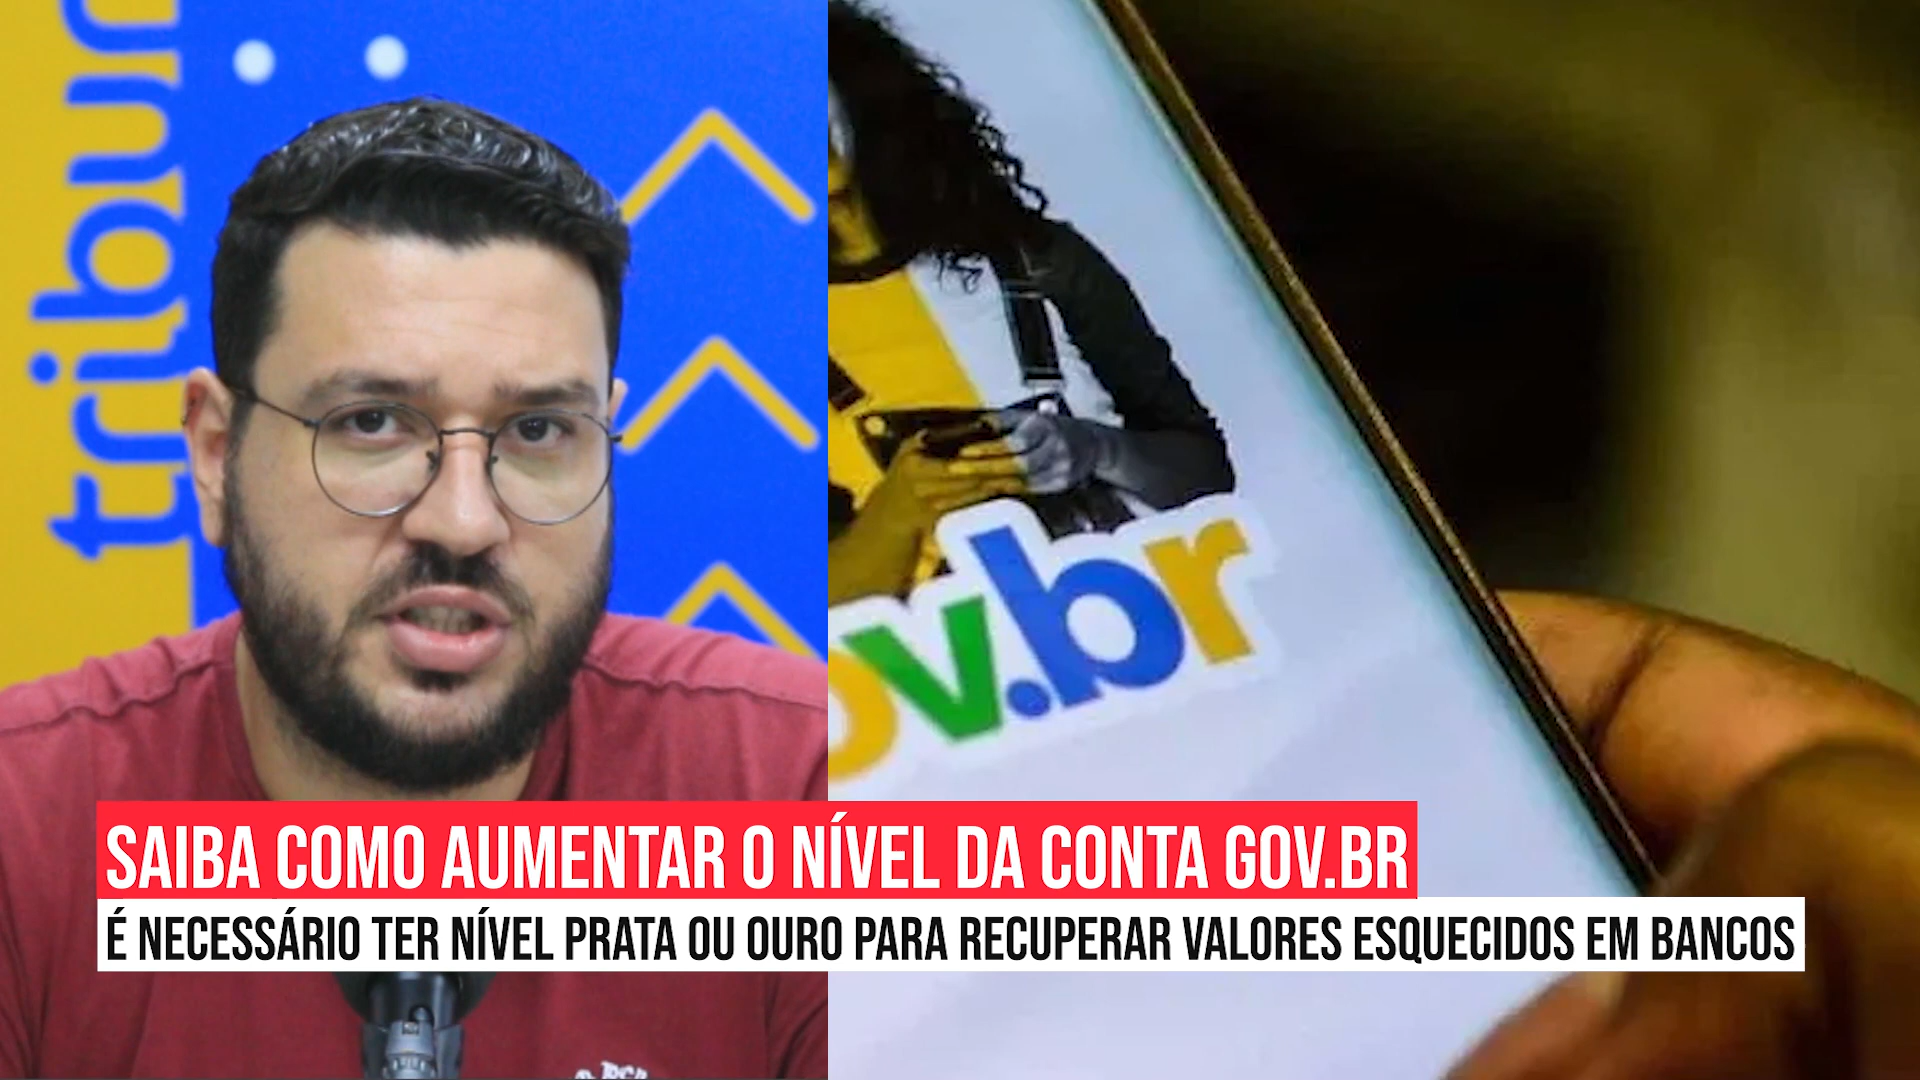 tribun
ov.br
SAIBA COMO AUMENTAR O NÍVEL DA CONTA GOV.BR
É NECESSÁRIO TER NÍVEL PRATA OU OURO PARA RECUPERAR VALORES ESQUECIDOS EM BANCOS